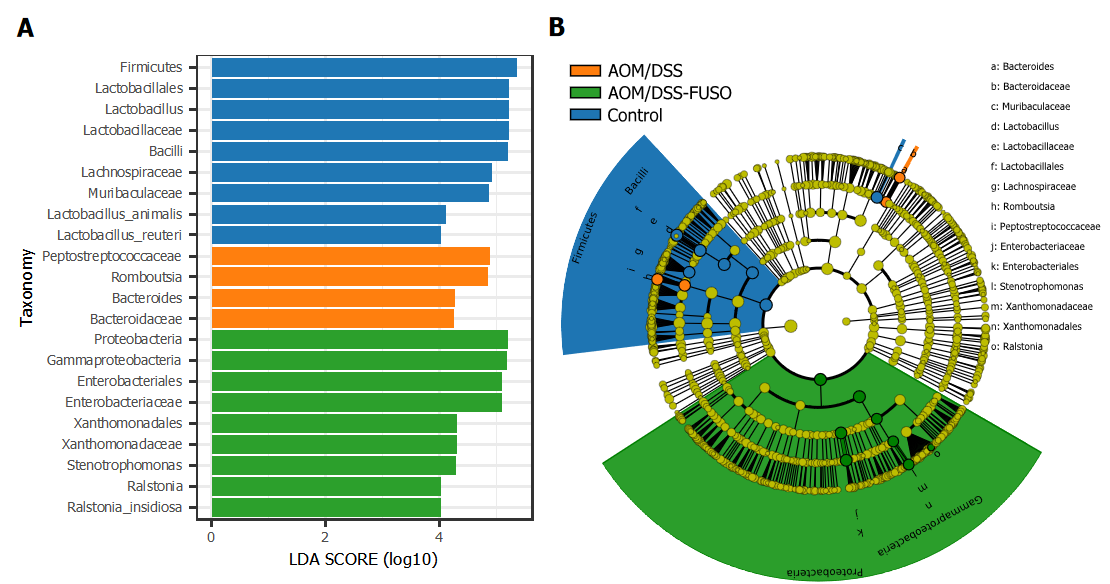 A
Firmicutes
Lactobacillales
Lactobacillus
Lactobacillaceae
Bacilli
Lachnospiraceae
Muribaculaceae
Lactobacillus_animalis
Lactobacillus_reuteri
Peptostreptococcaceae
Romboutsia
Bacteroides
Bacteroidaceae
Proteobacteria
Gammaproteobacteria
Enterobacteriales
Enterobacteriaceae
Xanthomonadales
Xanthomonadaceae
Stenotrophomonas
Ralstonia
Ralstonia_insidiosa
Taxonomy
0 2 4
LDA SCORE (log10)
B
AOM/DSS
AOM/DSS-FUSO
Control
a: Bacteroides
b: Bacteroidaceae
c: Muribaculaceae
d: Lactobacillus
e: Lactobacillaceae
f: Lactobacillales
g: Lachnospiraceae
h: Romboutsia
i: Peptostreptococcaceae
j: Enterobacteriaceae
k: Enterobacteriales
l: Stenotrophomonas
m: Xanthomonadaceae
n: Xanthomonadales
o: Ralstonia
Bacilli
Firmicutes
f
e
d
g
i
h
c
b
a
o
m
n
j
k
Gammaproteobacteria
Proteobacteria